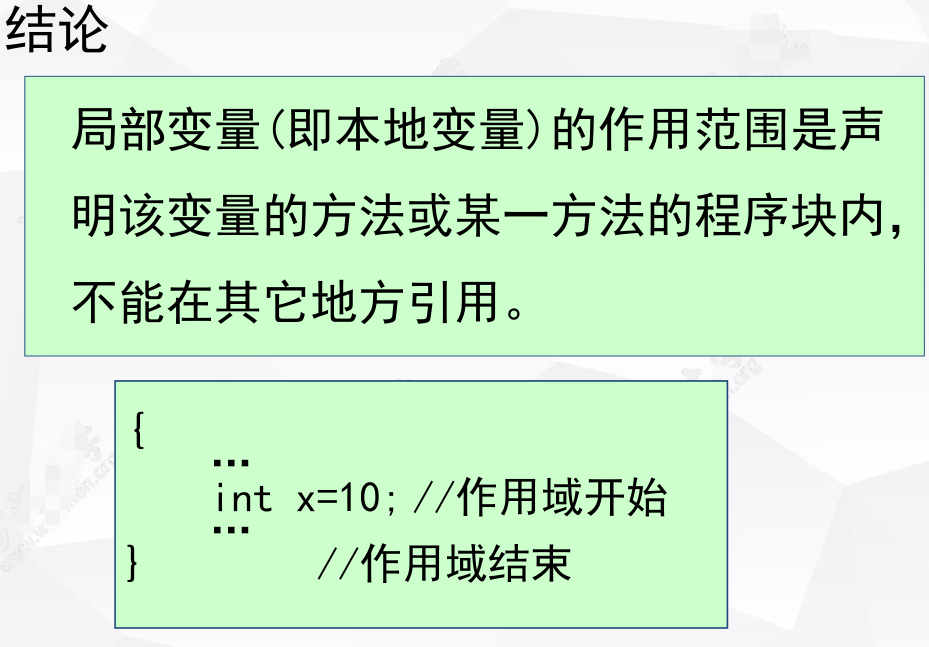 结论
局部变量(即本地变量)的作用范围是声
明该变量的方法或某一方法的程序块内，
不能在其它地方引用。
{
…
int x=10; //作用域开始
…
} //作用域结束